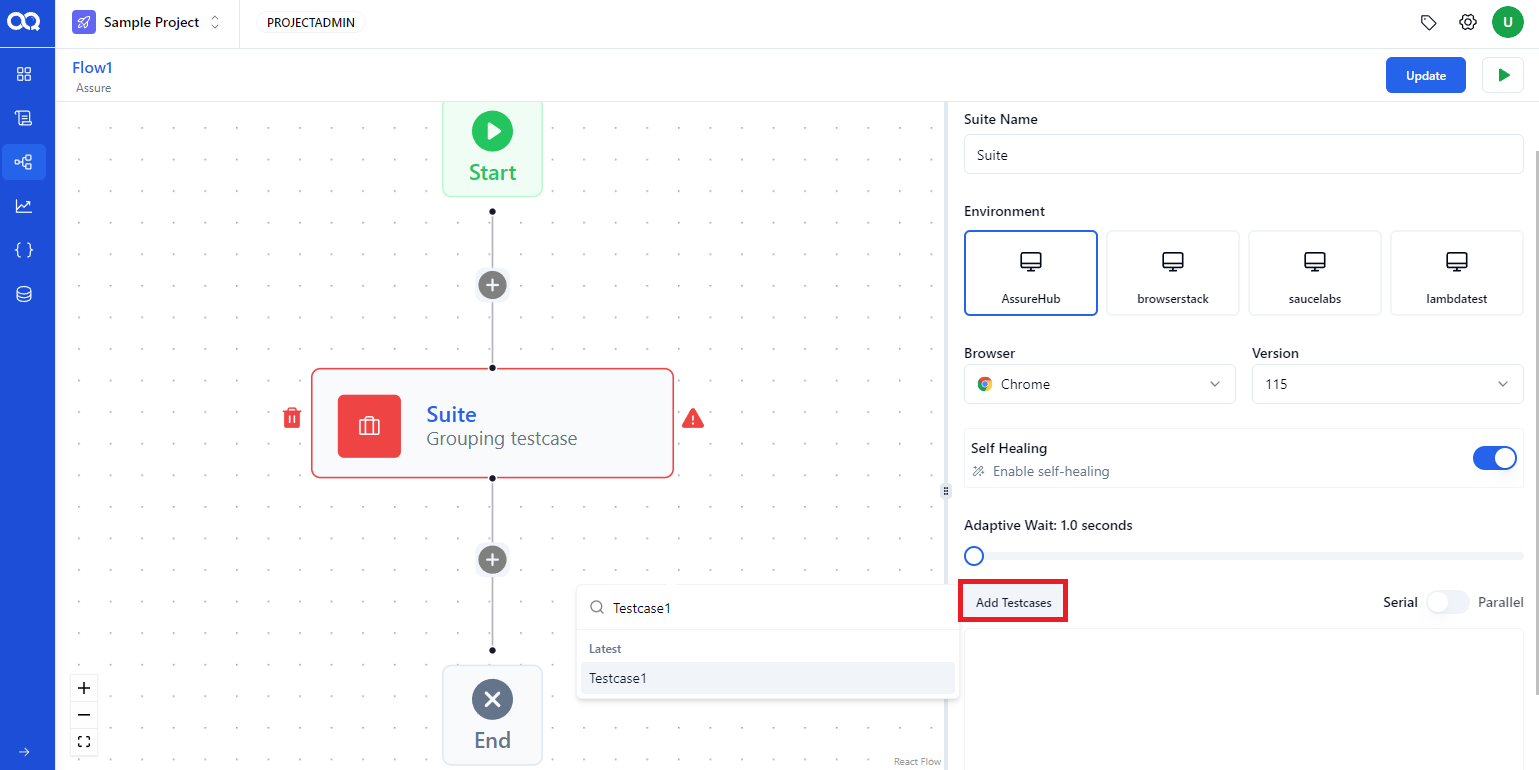 Sample Project
PROJECTADMIN
U
Flow1
Assure
Update
Start
Suite
Grouping testcase
End
React Flow
Testcase1
Latest
Testcase1
Suite Name
Suite
Environment
AssureHub
browserstack
saucelabs
lambdatest
Browser
Version
Chrome
115
Self Healing
Enable self-healing
Adaptive Wait: 1.0 seconds
Add Testcases
Serial
Parallel